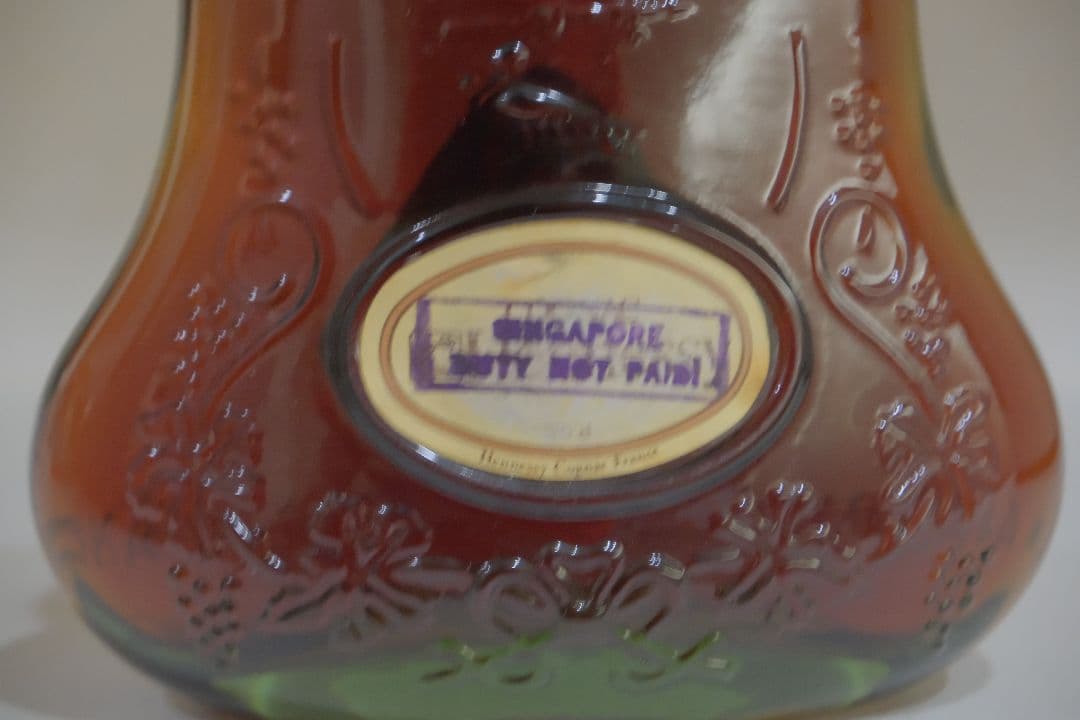 SINGAPORE
DUTY NOT PAID
Hennessy Cognac France